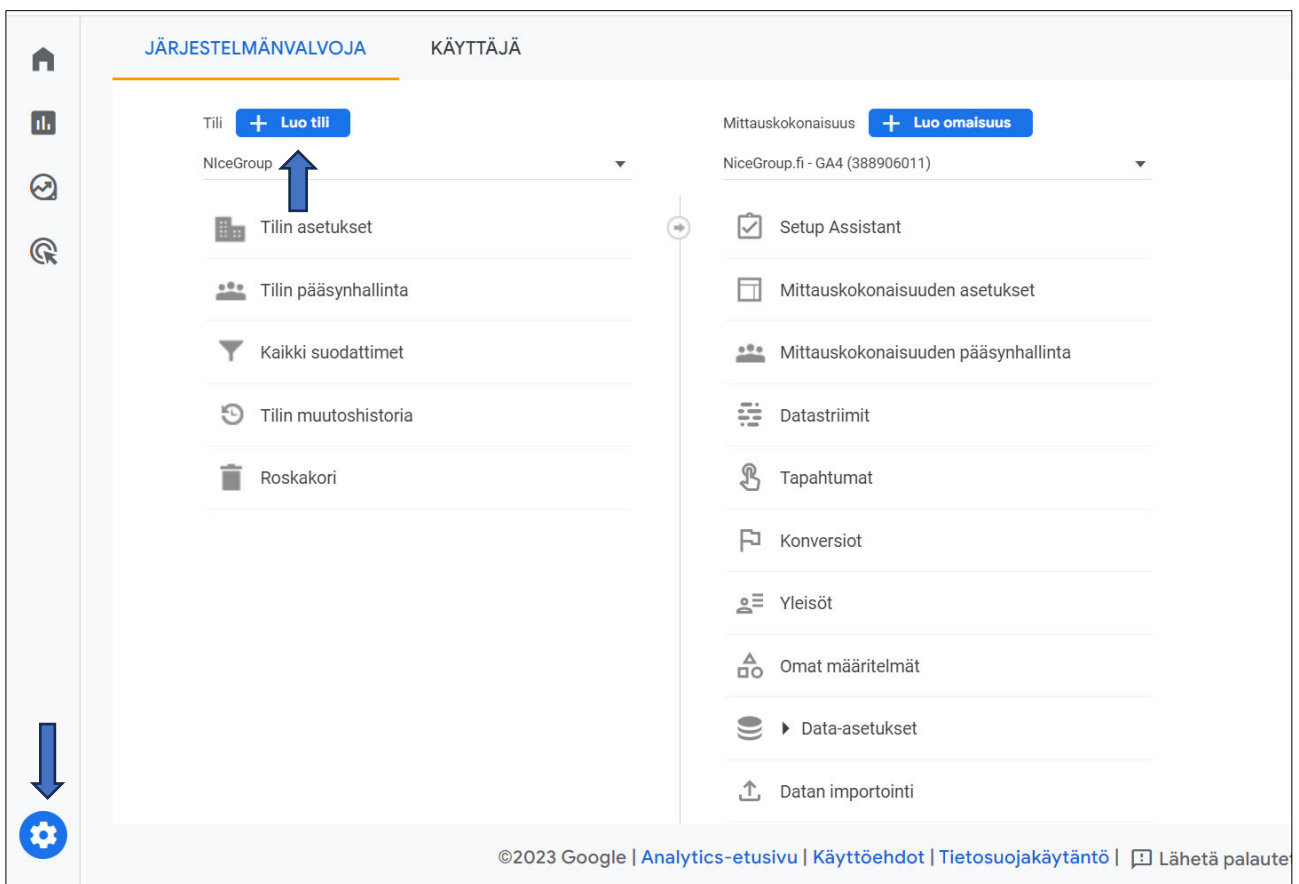 JÄRJESTELMÄNVALVOJA KÄYTTÄJÄ
Tili + Luo tili
NIceGroup
Tilin asetukset
Tilin pääsynhallinta
Kaikki suodattimet
Tilin muutoshistoria
Roskakori
Mittauskokonaisuus + Luo omaisuus
NiceGroup.fi - GA4 (388906011)
Setup Assistant
Mittauskokonaisuuden asetukset
Mittauskokonaisuuden pääsynhallinta
Datastriimit
Tapahtumat
Konversiot
Yleisöt
Omat määritelmät
Data-asetukset
Datan importointi
©2023 Google | Analytics-etusivu | Käyttöehdot | Tietosuojakäytäntö | Lähetä palautet